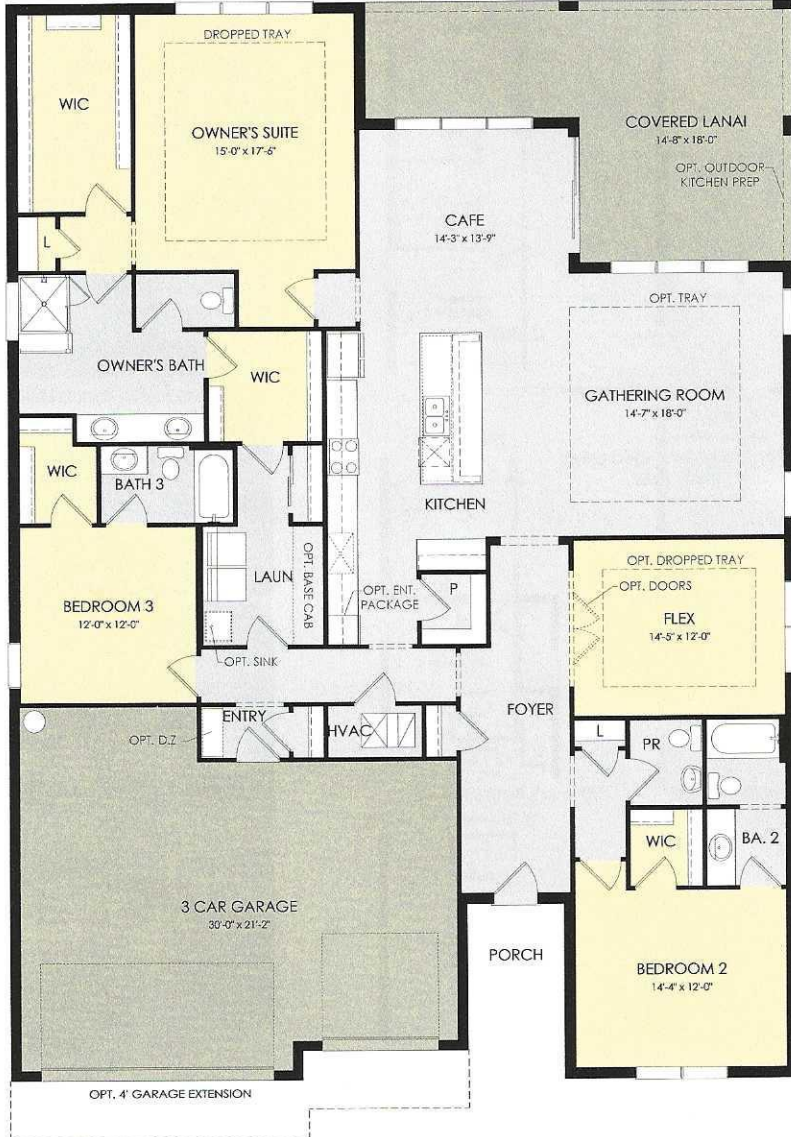 DROPPED TRAY
WIC
OWNER'S SUITE
15'-0" x 17'-6"
COVERED LANAI
14'-8" x 18'-0"
OPT. OUTDOOR
KITCHEN PREP
CAFE
14'-3" x 13'-9"
L
OPT. TRAY
OWNER'S BATH
WIC
GATHERING ROOM
14'-7" x 18'-0"
WIC
BATH 3
KITCHEN
OPT. DROPPED TRAY
OPT. DOORS
FLEX
14'-5" x 12'-0"
LAUN
OPT. BASE CAB
OPT. ENT.
PACKAGE
P
BEDROOM 3
12'-0" x 12'-0"
OPT. SINK
FOYER
ENTRY
OPT. D.Z
HVAC
L
PR
WIC
BA. 2
3 CAR GARAGE
30'-0" x 21'-2"
PORCH
BEDROOM 2
14'-4" x 12'-0"
OPT. 4' GARAGE EXTENSION